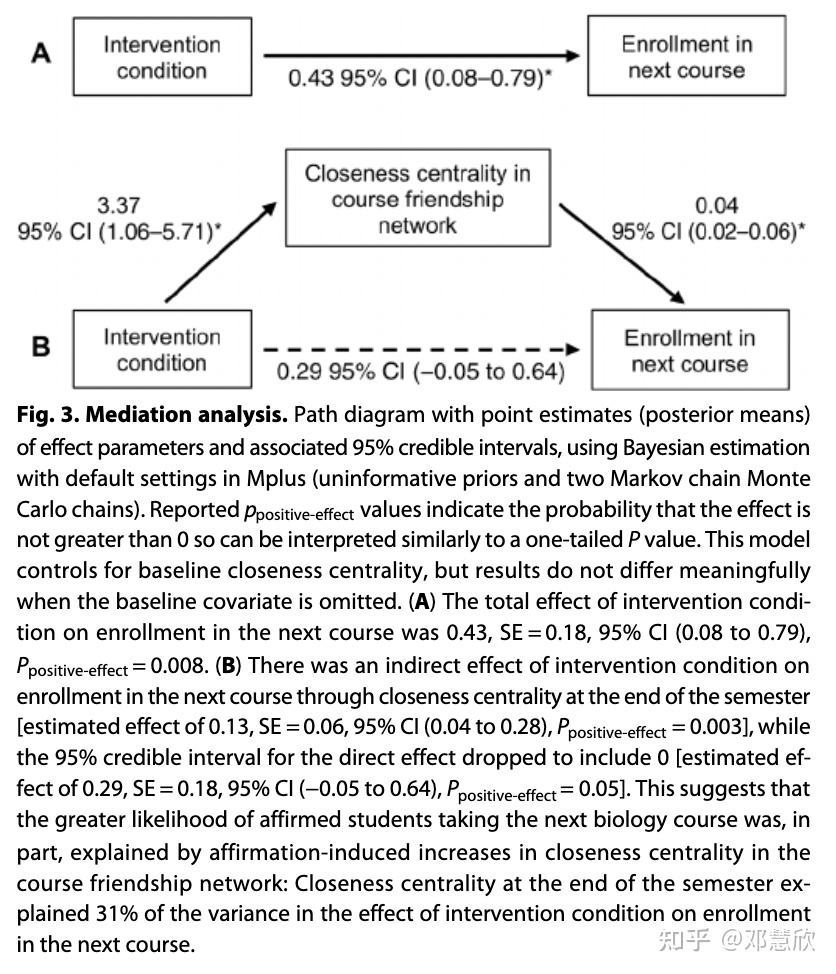 A
Intervention
condition
0.43 95% CI (0.08–0.79)*
Enrollment in
next course
Closeness centrality in
course friendship
network
3.37
95% CI (1.06–5.71)*
0.04
95% CI (0.02–0.06)*
B
Intervention
condition
0.29 95% CI (−0.05 to 0.64)
Enrollment in
next course
Fig. 3. Mediation analysis. Path diagram with point estimates (posterior means)
of effect parameters and associated 95% credible intervals, using Bayesian estimation
with default settings in Mplus (uninformative priors and two Markov chain Monte
Carlo chains). Reported ppositive-effect values indicate the probability that the effect is
not greater than 0 so can be interpreted similarly to a one-tailed P value. This model
controls for baseline closeness centrality, but results do not differ meaningfully
when the baseline covariate is omitted. (A) The total effect of intervention condi-
tion on enrollment in the next course was 0.43, SE = 0.18, 95% CI (0.08 to 0.79),
Ppositive-effect = 0.008. (B) There was an indirect effect of intervention condition on
enrollment in the next course through closeness centrality at the end of the semester
[estimated effect of 0.13, SE = 0.06, 95% CI (0.04 to 0.28), Ppositive-effect = 0.003], while
the 95% credible interval for the direct effect dropped to include 0 [estimated ef-
fect of 0.29, SE = 0.18, 95% CI (−0.05 to 0.64), Ppositive-effect = 0.05]. This suggests that
the greater likelihood of affirmed students taking the next biology course was, in
part, explained by affirmation-induced increases in closeness centrality in the
course friendship network: Closeness centrality at the end of the semester ex-
plained 31% of the variance in the effect of intervention condition on enrollment
in the next course.
知乎 @邓慧欣